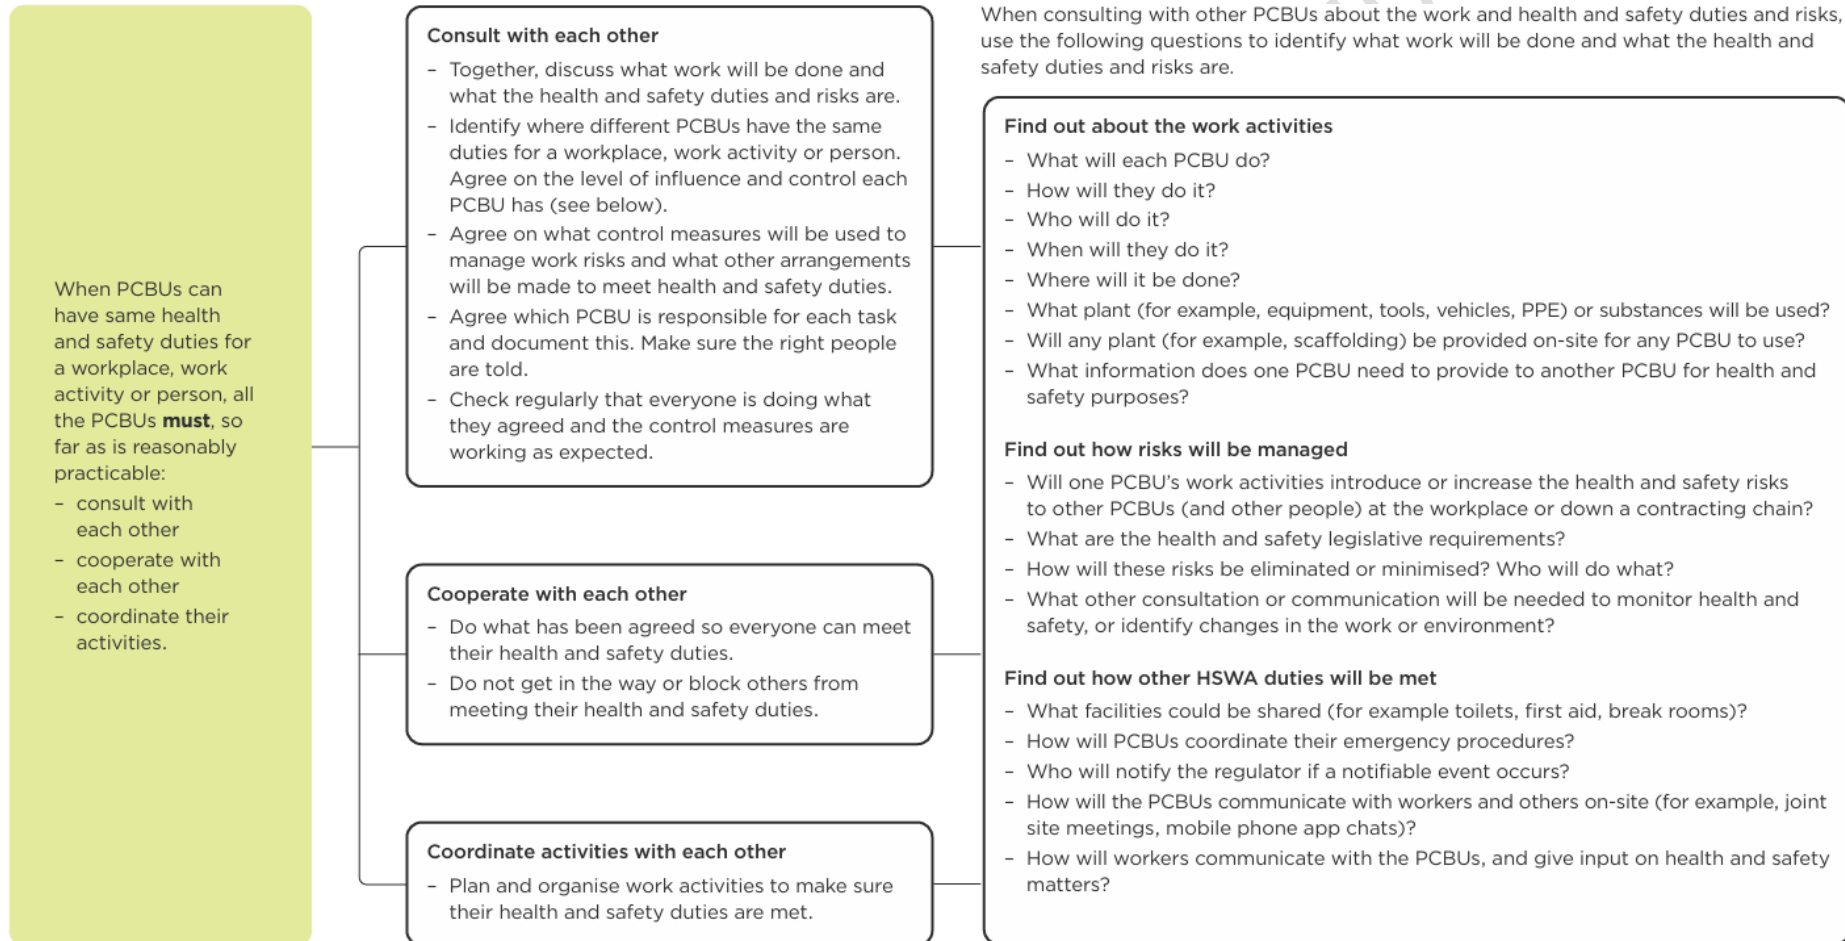 When PCBUs can
have same health
and safety duties for
a workplace, work
activity or person, all
the PCBUs must, so
far as is reasonably
practicable:
– consult with
each other
– cooperate with
each other
– coordinate their
activities.
Consult with each other
– Together, discuss what work will be done and
what the health and safety duties and risks are.
– Identify where different PCBUs have the same
duties for a workplace, work activity or person.
Agree on the level of influence and control each
PCBU has (see below).
– Agree on what control measures will be used to
manage work risks and what other arrangements
will be made to meet health and safety duties.
– Agree which PCBU is responsible for each task
and document this. Make sure the right people
are told.
– Check regularly that everyone is doing what
they agreed and the control measures are
working as expected.
Cooperate with each other
– Do what has been agreed so everyone can meet
their health and safety duties.
– Do not get in the way or block others from
meeting their health and safety duties.
Coordinate activities with each other
– Plan and organise work activities to make sure
their health and safety duties are met.
When consulting with other PCBUs about the work and health and safety duties and risks,
use the following questions to identify what work will be done and what the health and
safety duties and risks are.
Find out about the work activities
– What will each PCBU do?
– How will they do it?
– Who will do it?
– When will they do it?
– Where will it be done?
– What plant (for example, equipment, tools, vehicles, PPE) or substances will be used?
– Will any plant (for example, scaffolding) be provided on-site for any PCBU to use?
– What information does one PCBU need to provide to another PCBU for health and
safety purposes?
Find out how risks will be managed
– Will one PCBU’s work activities introduce or increase the health and safety risks
to other PCBUs (and other people) at the workplace or down a contracting chain?
– What are the health and safety legislative requirements?
– How will these risks be eliminated or minimised? Who will do what?
– What other consultation or communication will be needed to monitor health and
safety, or identify changes in the work or environment?
Find out how other HSWA duties will be met
– What facilities could be shared (for example toilets, first aid, break rooms)?
– How will PCBUs coordinate their emergency procedures?
– Who will notify the regulator if a notifiable event occurs?
– How will the PCBUs communicate with workers and others on-site (for example, joint
site meetings, mobile phone app chats)?
– How will workers communicate with the PCBUs, and give input on health and safety
matters?